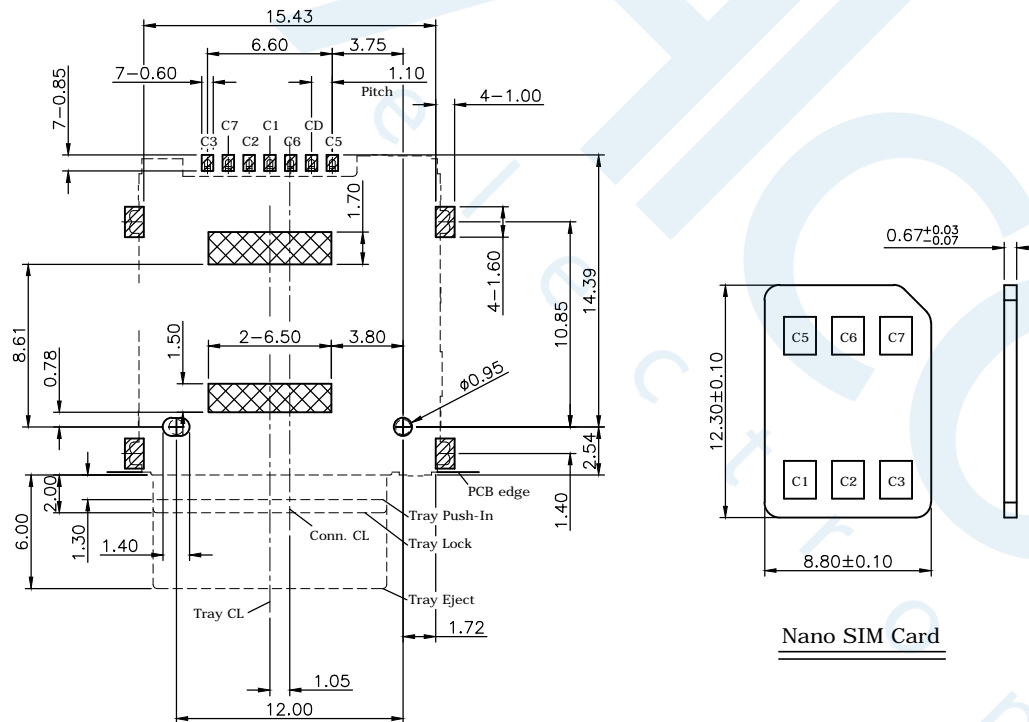 15.43
6.60 3.75
7-0.60 1.10
Pitch
4-1.00
7-0.85
C3 C7 C2 C1 C6 CD C5
1.70
4-1.60
10.85
14.39
8.61
0.78
1.50
2-6.50 3.80
ø0.95
2.54
PCB edge
1.40
2.00
6.00
1.30
1.40
Tray Push-In
Conn. CL
Tray Lock
Tray Eject
Tray CL
1.72
1.05
12.00
0.67+0.03-0.07
12.30±0.10
C5 C6 C7
C1 C2 C3
8.80±0.10
Nano SIM Card
e l e c t r o n